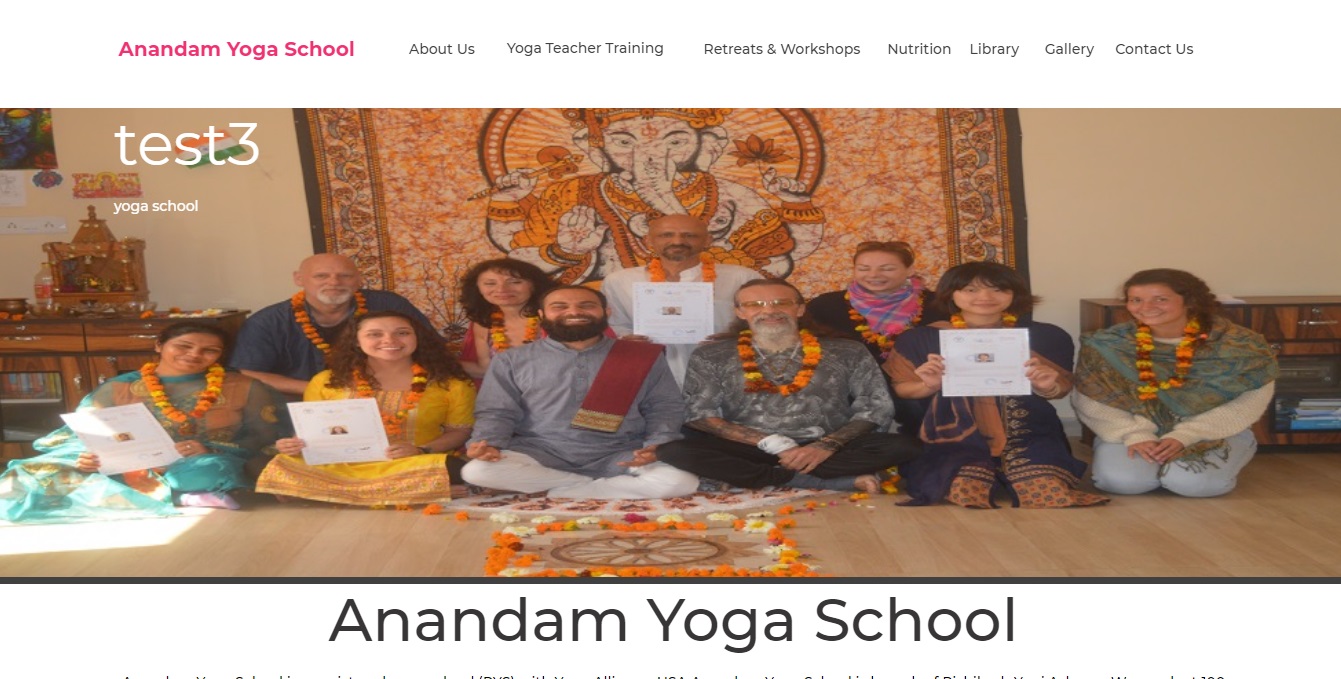 Anandam Yoga School
About Us Yoga Teacher Training Retreats & Workshops Nutrition Library Gallery Contact Us
test3
yoga school
Anandam Yoga School